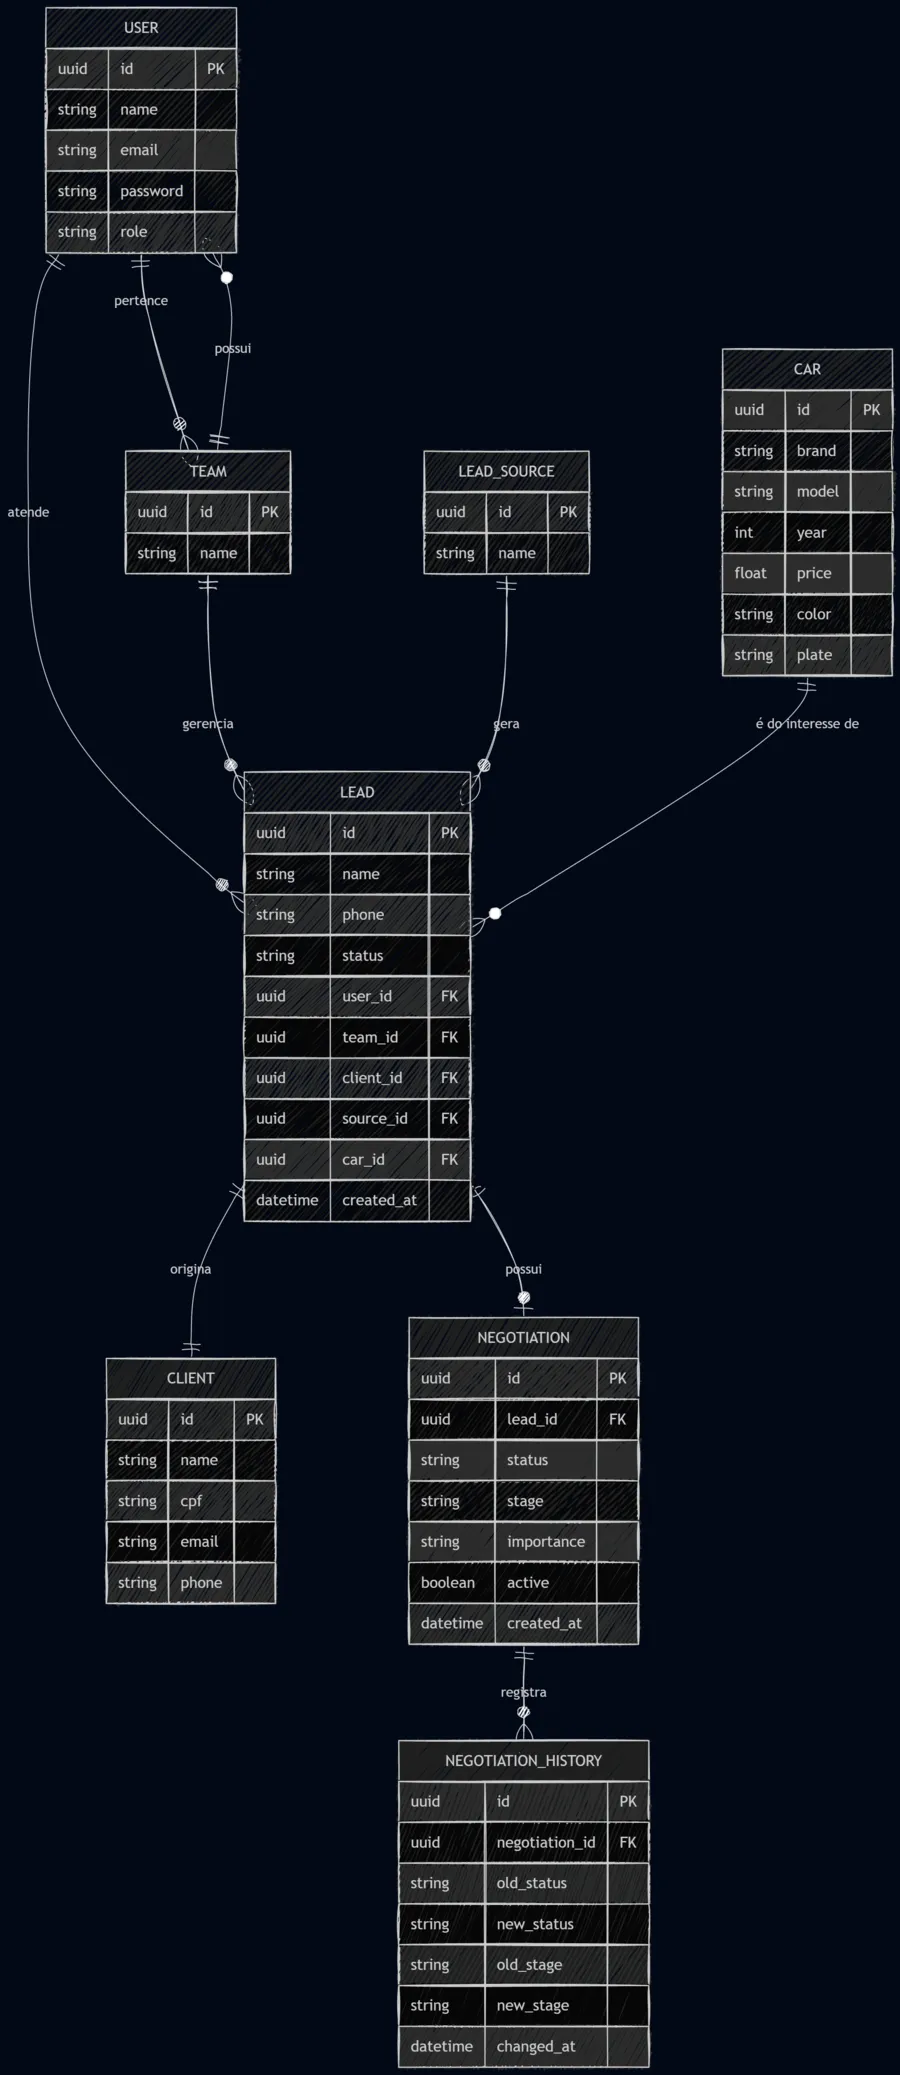 USER
uuid id PK
string name
string email
string password
string role
pertence
possui
atende
TEAM
uuid id PK
string name
LEAD_SOURCE
uuid id PK
string name
CAR
uuid id PK
string brand
string model
int year
float price
string color
string plate
gerencia
gera
é do interesse de
LEAD
uuid id PK
string name
string phone
string status
uuid user_id FK
uuid team_id FK
uuid client_id FK
uuid source_id FK
uuid car_id FK
datetime created_at
origina
possui
CLIENT
uuid id PK
string name
string cpf
string email
string phone
NEGOTIATION
uuid id PK
uuid lead_id FK
string status
string stage
string importance
boolean active
datetime created_at
registra
NEGOTIATION_HISTORY
uuid id PK
uuid negotiation_id FK
string old_status
string new_status
string old_stage
string new_stage
datetime changed_at